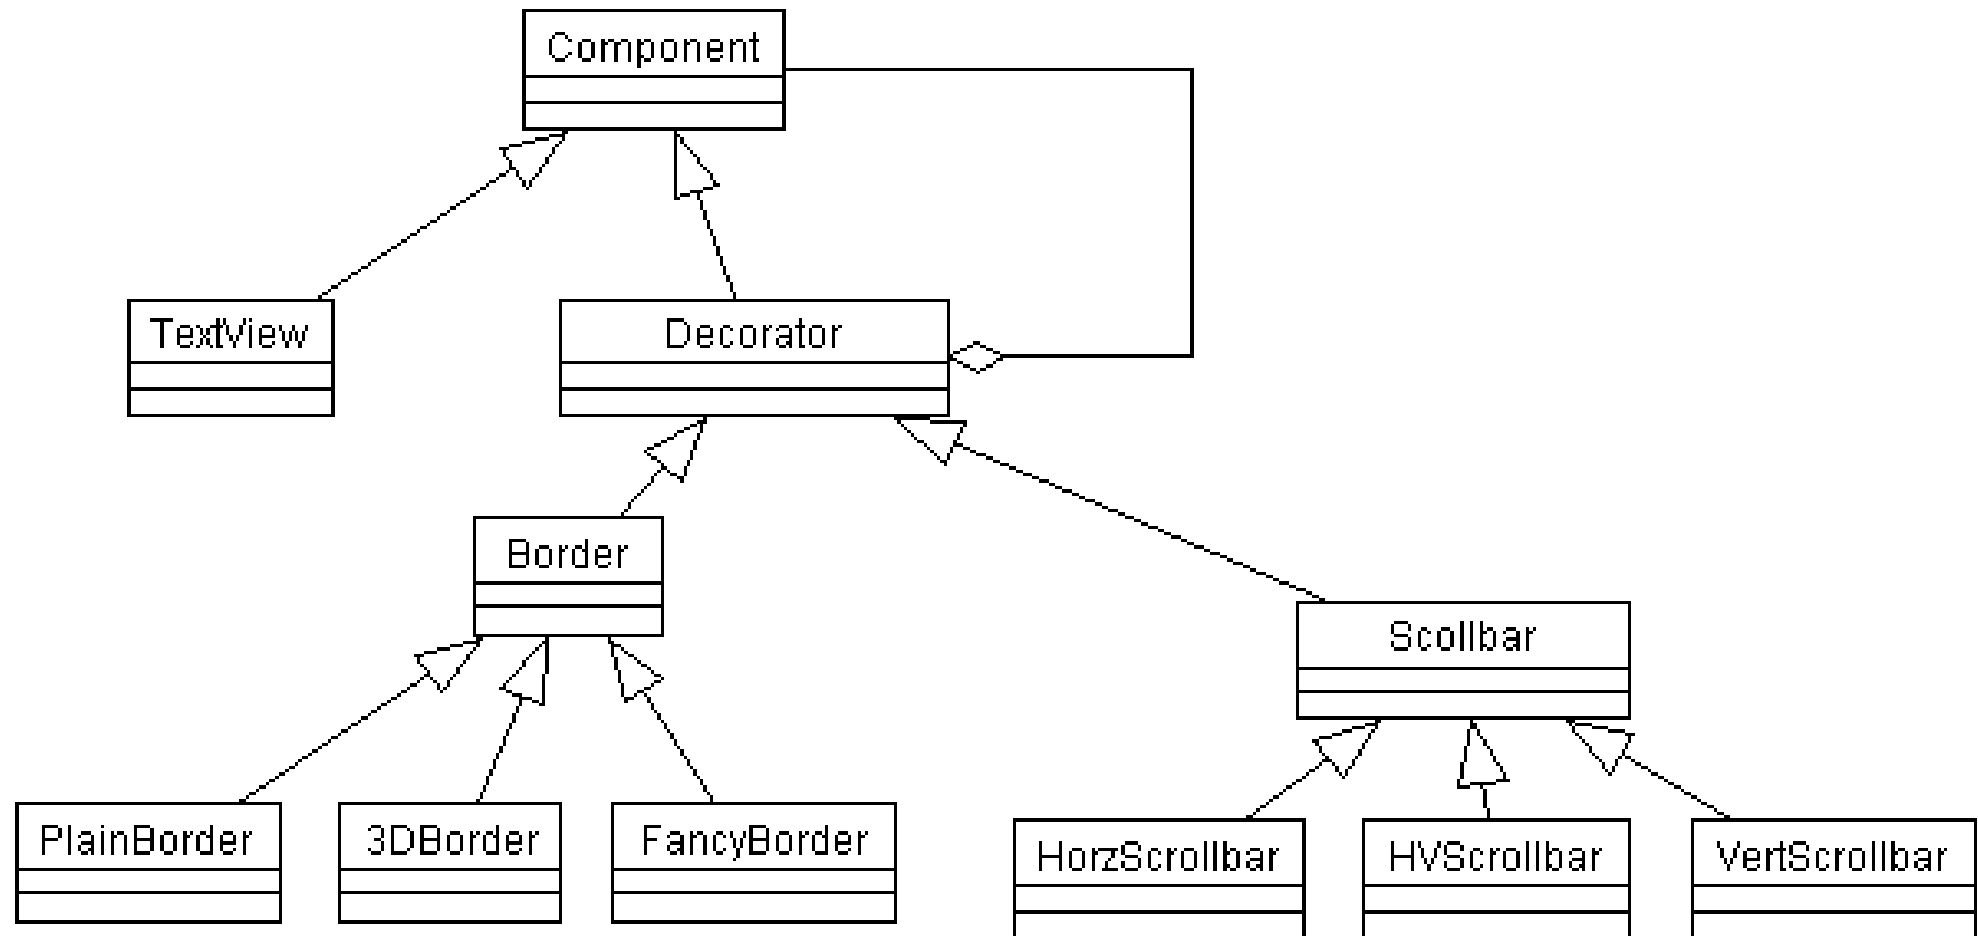 Component
TextView
Decorator
Border
Scollbar
PlainBorder
3DBorder
FancyBorder
HorzScrollbar
HVScrollbar
VertScrollbar